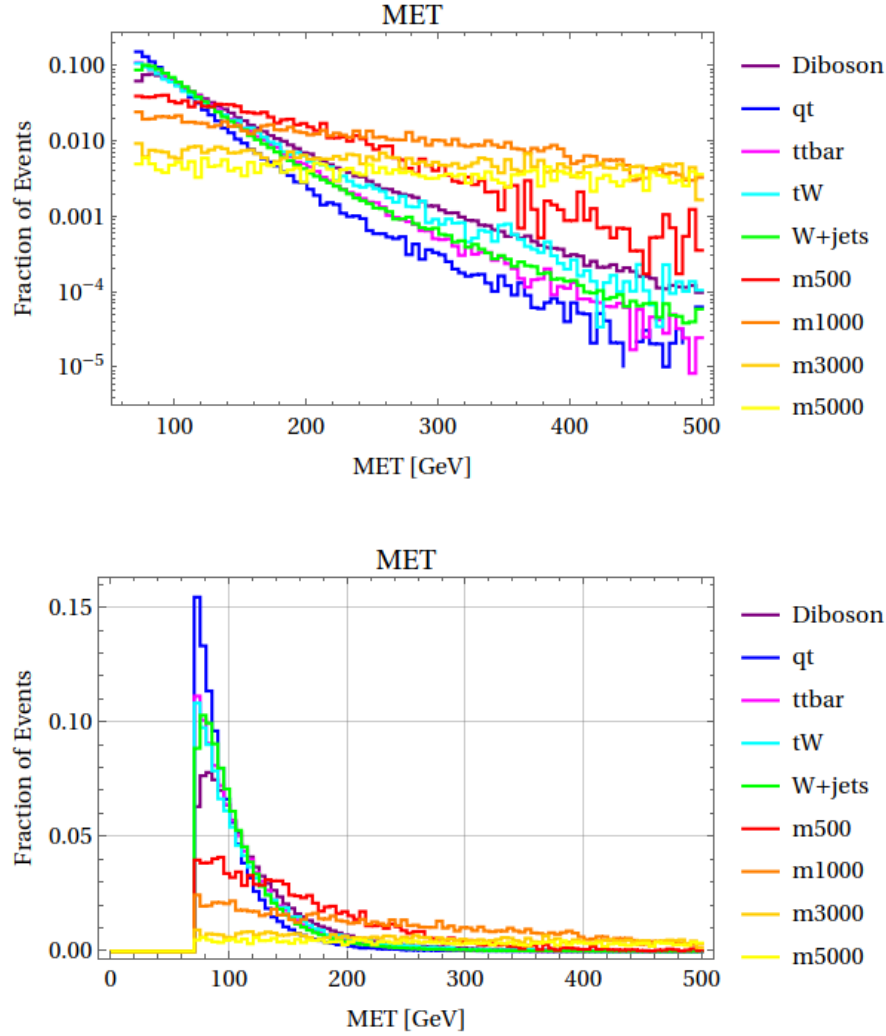 MET
Fraction of Events
0.100
0.010
0.001
10⁻⁴
10⁻⁵
100 200 300 400 500
MET [GeV]
Diboson
qt
ttbar
tW
W+jets
m500
m1000
m3000
m5000
MET
Fraction of Events
0.15
0.10
0.05
0.00
0 100 200 300 400 500
MET [GeV]
Diboson
qt
ttbar
tW
W+jets
m500
m1000
m3000
m5000